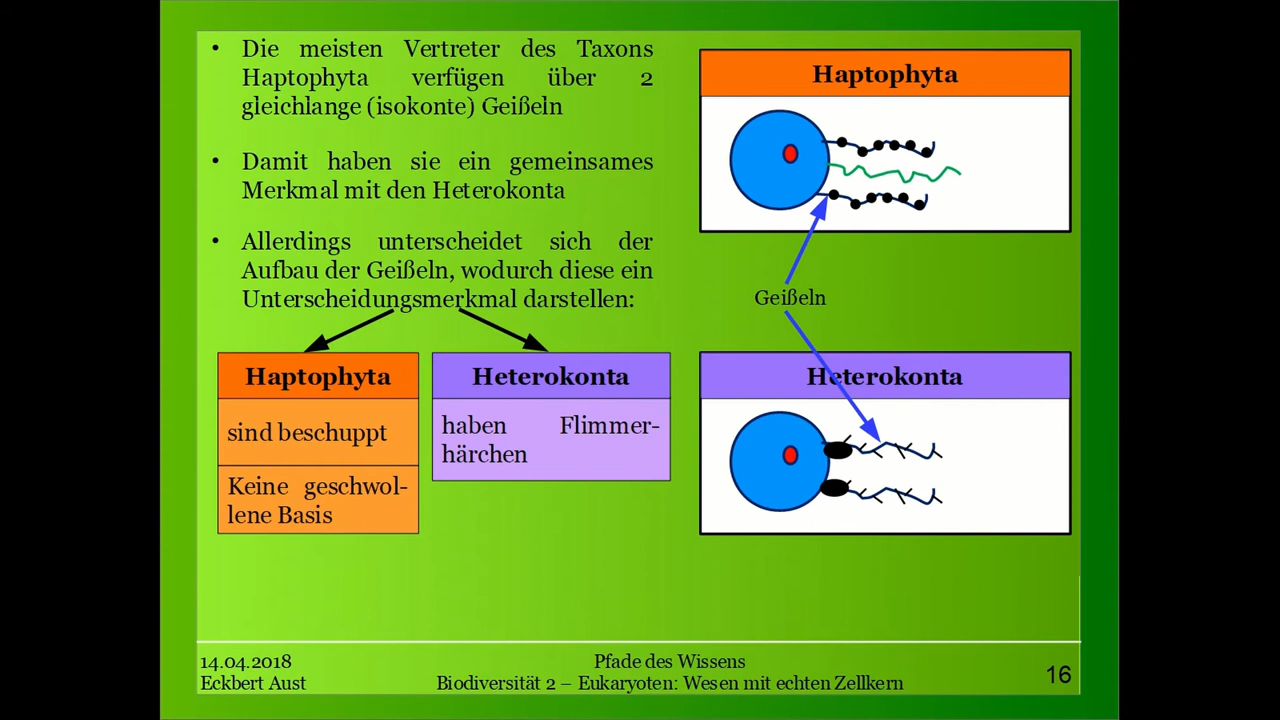 • Die meisten Vertreter des Taxons
Haptophyta verfügen über 2
gleichlange (isokonte) Geißeln
• Damit haben sie ein gemeinsames
Merkmal mit den Heterokonta
• Allerdings unterscheidet sich der
Aufbau der Geißeln, wodurch diese ein
Unterscheidungsmerkmal darstellen:
Haptophyta
sind beschuppt
Keine geschwol-
lene Basis
Heterokonta
haben Flimmer-
härchen
Haptophyta
Geißeln
Heterokonta
14.04.2018
Eckbert Aust
Pfade des Wissens
Biodiversität 2 – Eukaryoten: Wesen mit echten Zellkern
16